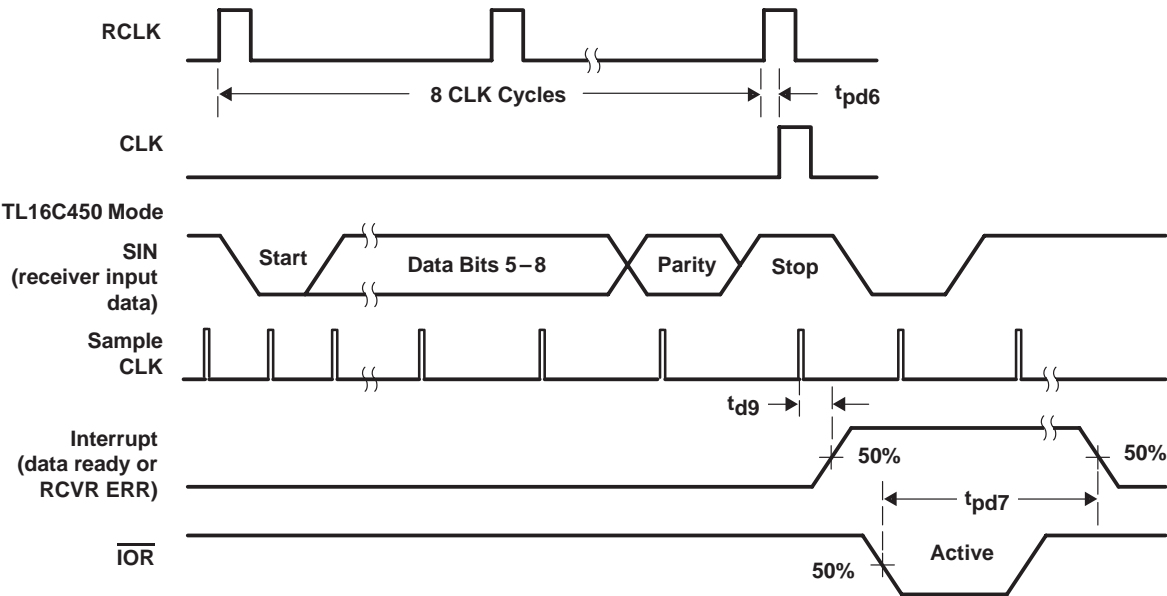 RCLK
8 CLK Cycles
tpd6
CLK
TL16C450 Mode
SIN
(receiver input
data)
Start
Data Bits 5–8
Parity
Stop
Sample
CLK
td9
Interrupt
(data ready or
RCVR ERR)
50%
50%
tpd7
IOR
50%
Active